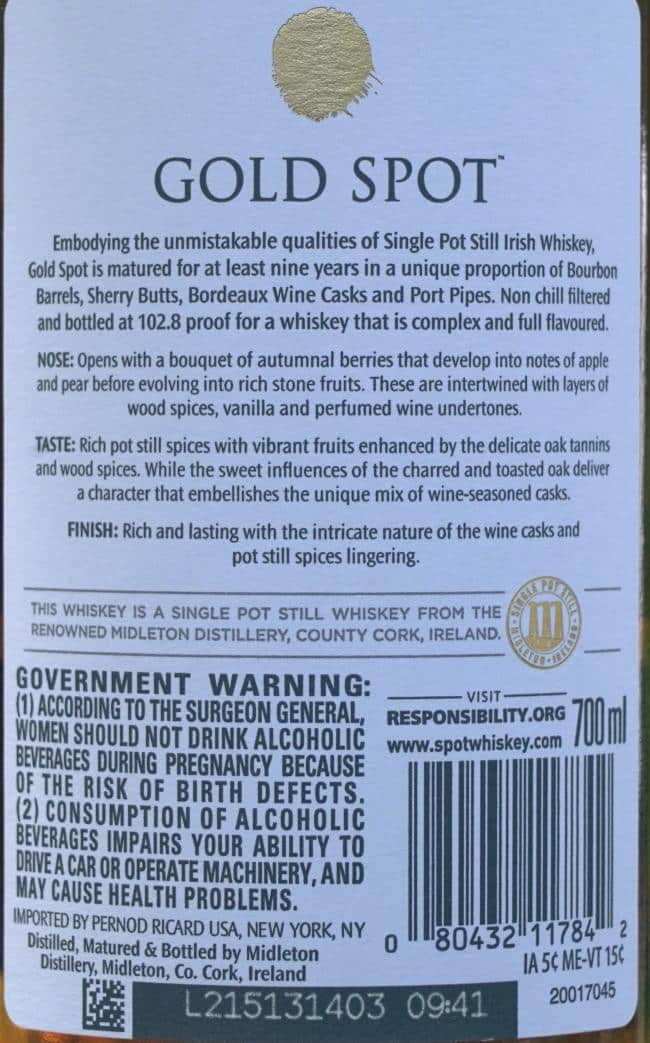 GOLD SPOT™
Embodying the unmistakable qualities of Single Pot Still Irish Whiskey,
Gold Spot is matured for at least nine years in a unique proportion of Bourbon
Barrels, Sherry Butts, Bordeaux Wine Casks and Port Pipes. Non chill filtered
and bottled at 102.8 proof for a whiskey that is complex and full flavoured.
NOSE: Opens with a bouquet of autumnal berries that develop into notes of apple
and pear before evolving into rich stone fruits. These are intertwined with layers of
wood spices, vanilla and perfumed wine undertones.
TASTE: Rich pot still spices with vibrant fruits enhanced by the delicate oak tannins
and wood spices. While the sweet influences of the charred and toasted oak deliver
a character that embellishes the unique mix of wine-seasoned casks.
FINISH: Rich and lasting with the intricate nature of the wine casks and
pot still spices lingering.
THIS WHISKEY IS A SINGLE POT STILL WHISKEY FROM THE
RENOWNED MIDLETON DISTILLERY, COUNTY CORK, IRELAND.
SINGLE POT STILL
MIDLETON • IRELAND
GOVERNMENT WARNING:
(1) ACCORDING TO THE SURGEON GENERAL,
WOMEN SHOULD NOT DRINK ALCOHOLIC
BEVERAGES DURING PREGNANCY BECAUSE
OF THE RISK OF BIRTH DEFECTS.
(2) CONSUMPTION OF ALCOHOLIC
BEVERAGES IMPAIRS YOUR ABILITY TO
DRIVE A CAR OR OPERATE MACHINERY, AND
MAY CAUSE HEALTH PROBLEMS.
IMPORTED BY PERNOD RICARD USA, NEW YORK, NY
Distilled, Matured & Bottled by Midleton
Distillery, Midleton, Co. Cork, Ireland
VISIT
RESPONSIBILITY.ORG
www.spotwhiskey.com
700 ml
0 80432 11784 2
IA 5¢ ME-VT 15¢
20017045
L215131403 09:41